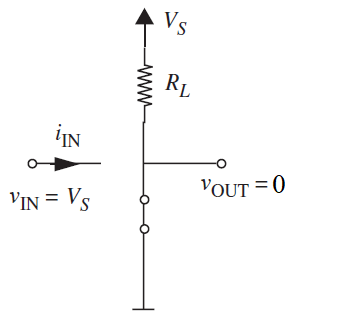 V_S
R_L
i_IN
v_IN = V_S
v_OUT = 0